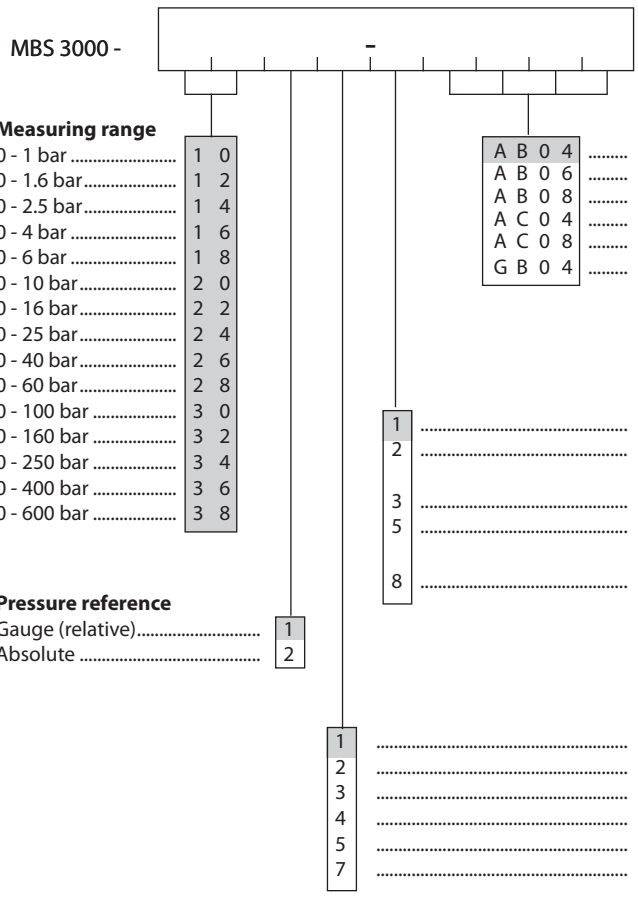 MBS 3000 -
-
Measuring range
0 - 1 bar ........................ 1 0
0 - 1.6 bar..................... 1 2
0 - 2.5 bar..................... 1 4
0 - 4 bar ........................ 1 6
0 - 6 bar ........................ 1 8
0 - 10 bar...................... 2 0
0 - 16 bar...................... 2 2
0 - 25 bar...................... 2 4
0 - 40 bar...................... 2 6
0 - 60 bar...................... 2 8
0 - 100 bar ................... 3 0
0 - 160 bar ................... 3 2
0 - 250 bar ................... 3 4
0 - 400 bar ................... 3 6
0 - 600 bar ................... 3 8
A B 0 4 .........
A B 0 6 .........
A B 0 8 .........
A C 0 4 .........
A C 0 8 .........
G B 0 4 .........
1 ................................................
2 ................................................
3 ................................................
5 ................................................
8 ................................................
Pressure reference
Gauge (relative)............................ 1
Absolute ......................................... 2
1 .........................................................
2 .........................................................
3 .........................................................
4 .........................................................
5 .........................................................
7 .........................................................